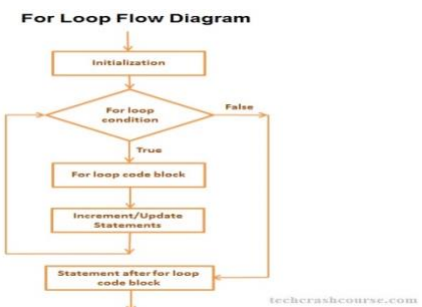 For Loop Flow Diagram
Initialization
For loop
condition
False
True
For loop code block
Increment/Update
Statements
Statement after for loop
code block
techcrashcourse.com